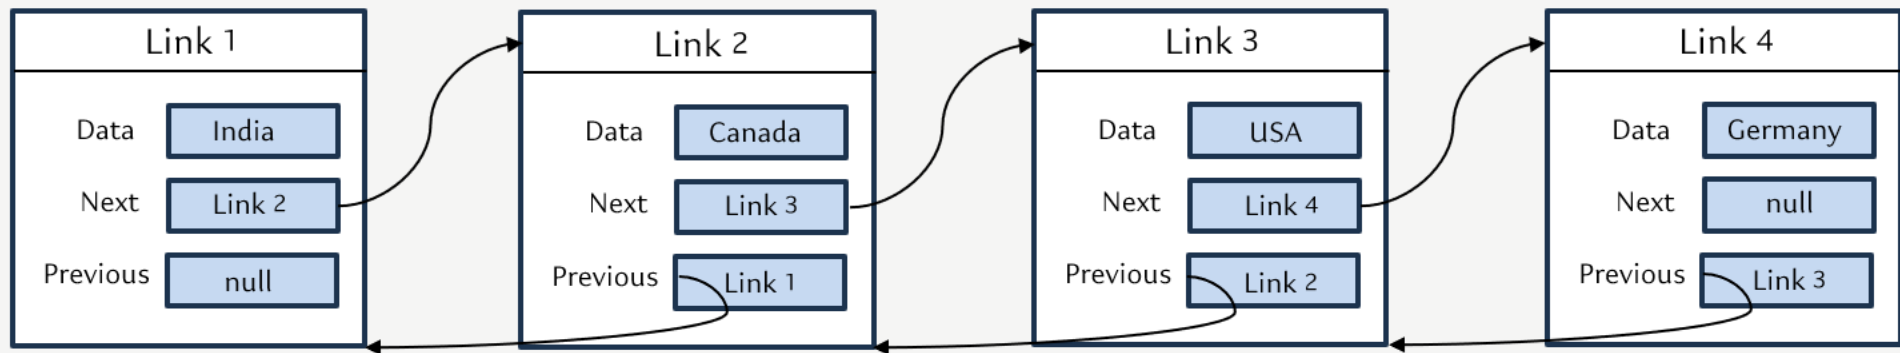 Link 1
Data India
Next Link 2
Previous null
Link 2
Data Canada
Next Link 3
Previous Link 1
Link 3
Data USA
Next Link 4
Previous Link 2
Link 4
Data Germany
Next null
Previous Link 3